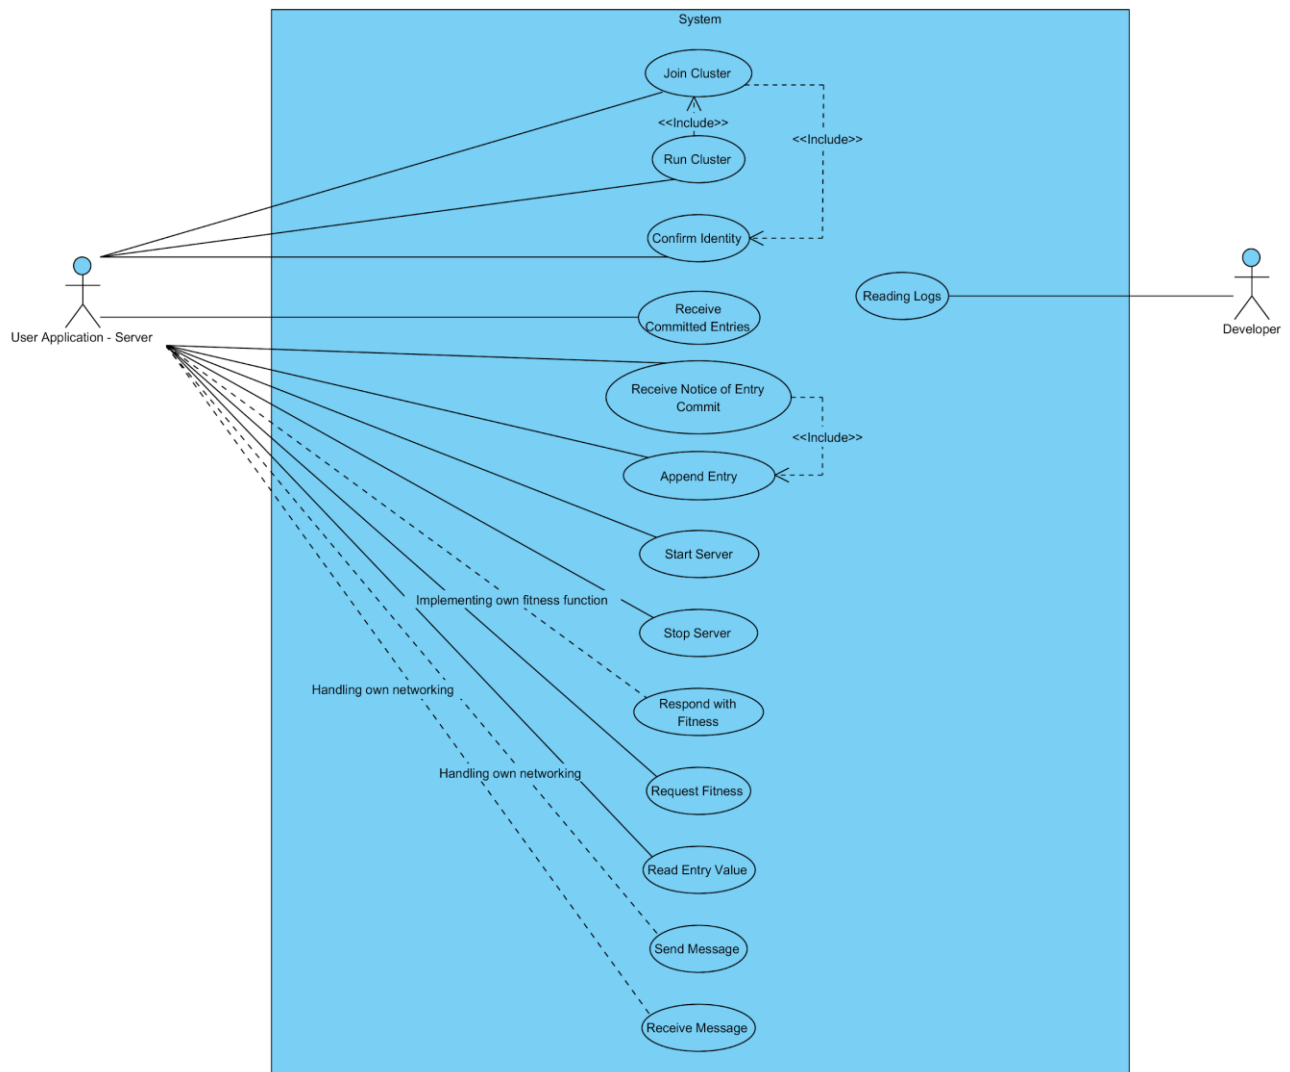 System
Join Cluster
<<Include>>
<<Include>>
Run Cluster
Confirm Identity
Reading Logs
Receive
Committed Entries
User Application - Server
Developer
Receive Notice of Entry
Commit
<<Include>>
Append Entry
Start Server
Implementing own fitness function
Stop Server
Handling own networking
Respond with
Fitness
Handling own networking
Request Fitness
Read Entry Value
Send Message
Receive Message